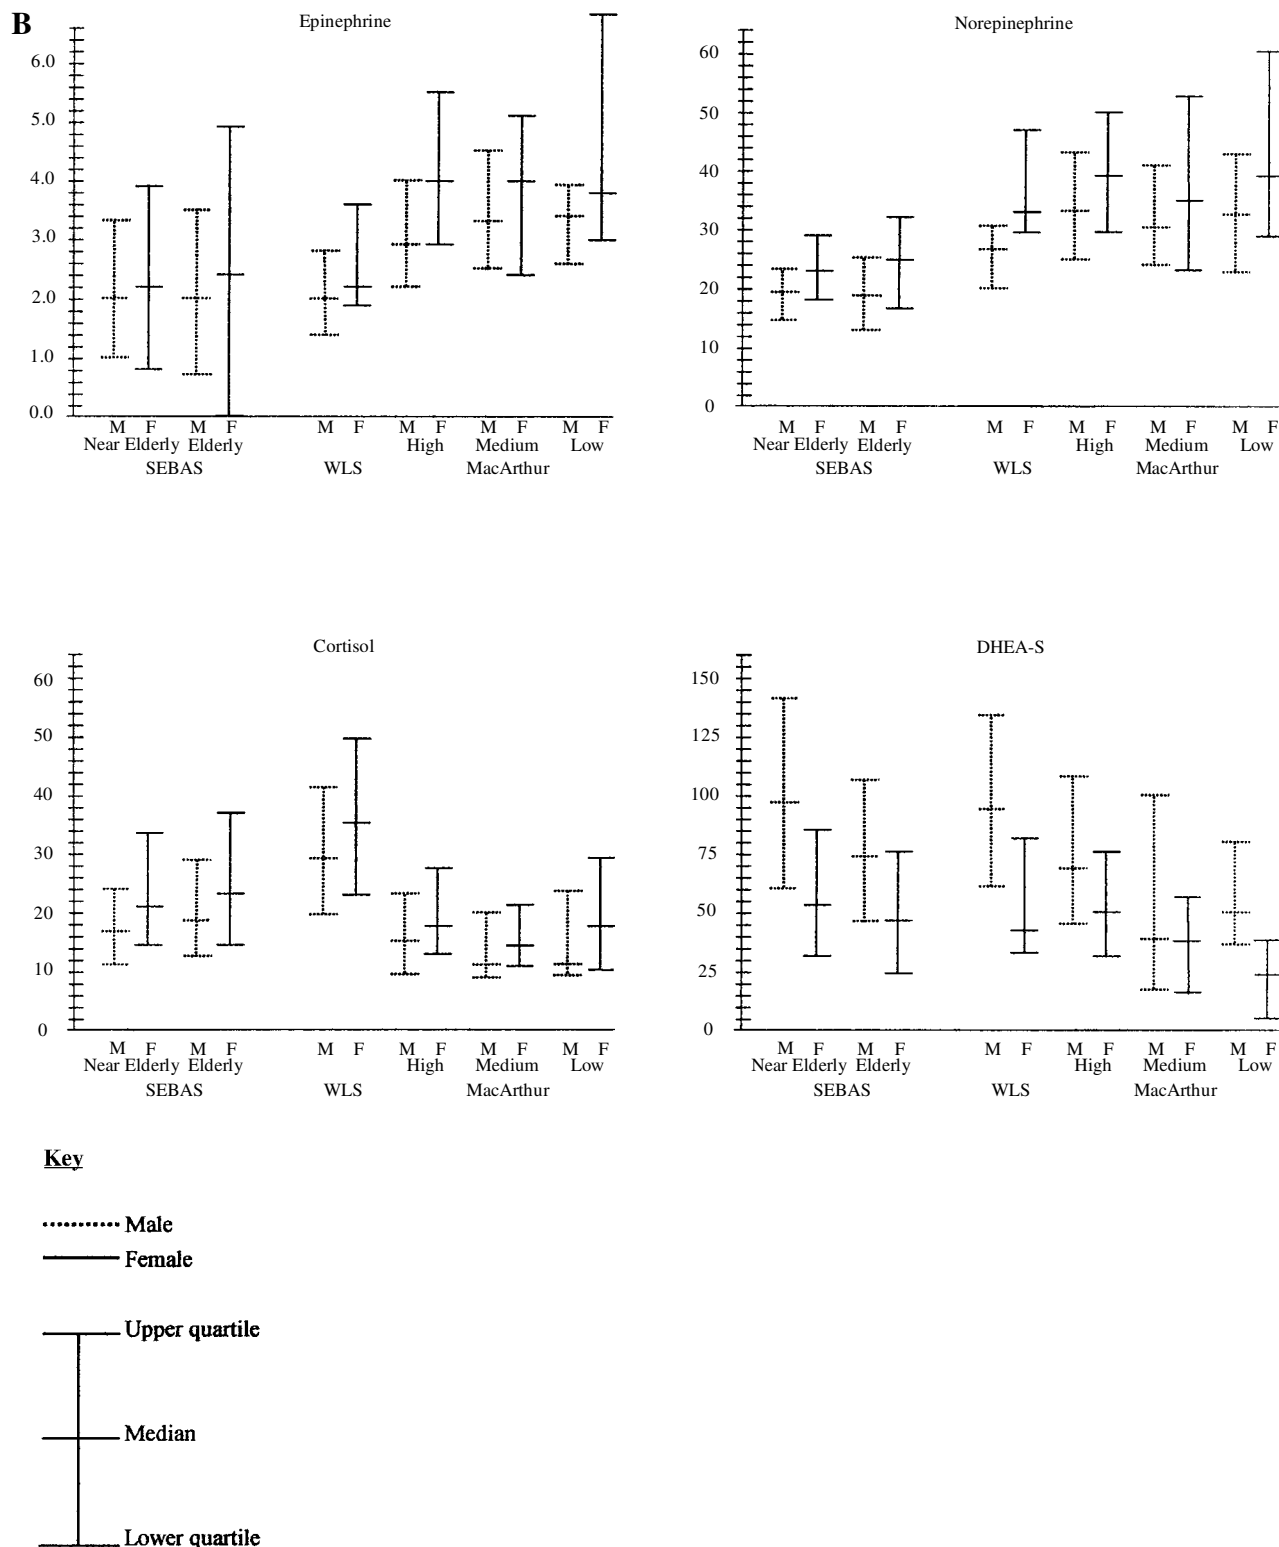 B
Epinephrine
6.0
5.0
4.0
3.0
2.0
1.0
0.0
M F M F M F M F M F M F
Near Elderly Elderly High Medium Low
SEBAS WLS MacArthur
Norepinephrine
60
50
40
30
20
10
0
M F M F M F M F M F M F
Near Elderly Elderly High Medium Low
SEBAS WLS MacArthur
Cortisol
60
50
40
30
20
10
0
M F M F M F M F M F M F
Near Elderly Elderly High Medium Low
SEBAS WLS MacArthur
DHEA-S
150
125
100
75
50
25
0
M F M F M F M F M F M F
Near Elderly Elderly High Medium Low
SEBAS WLS MacArthur
Key
Male
Female
Upper quartile
Median
Lower quartile